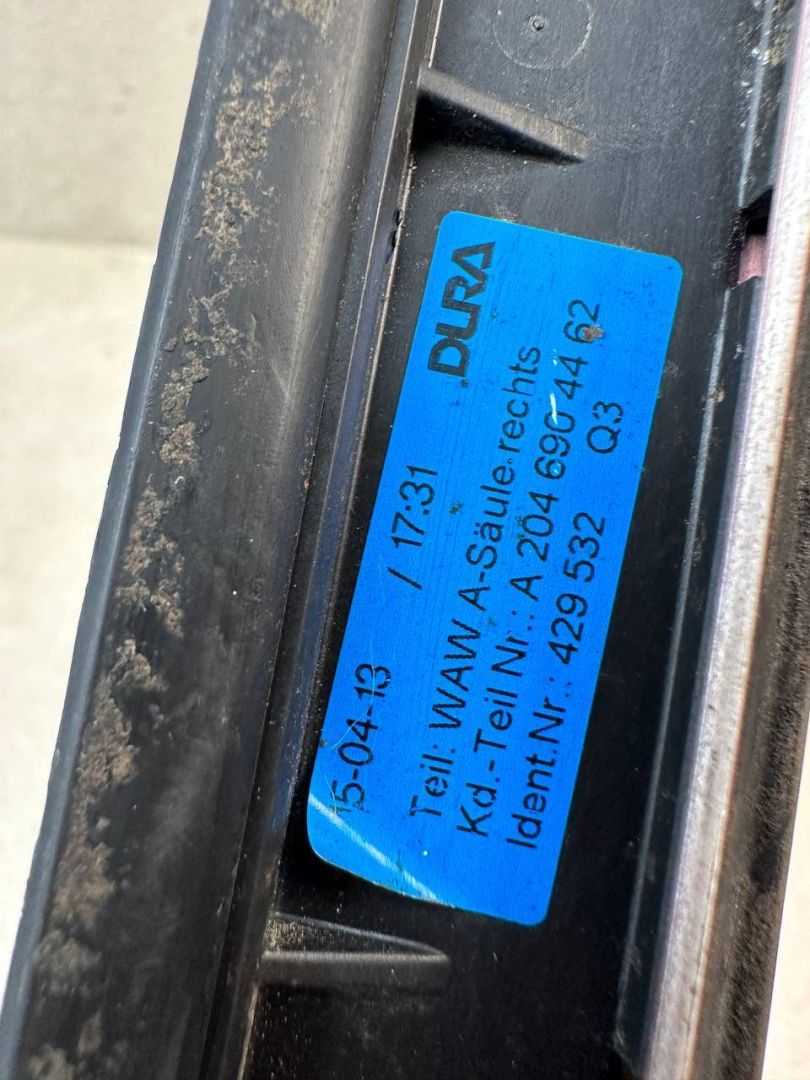 .DURA
15-04-13 / 17:31
Teil: WAW A-Säule rechts
Kd.-Teil Nr.: A 204 690 44 62
Ident.Nr.: 429 532 Q3